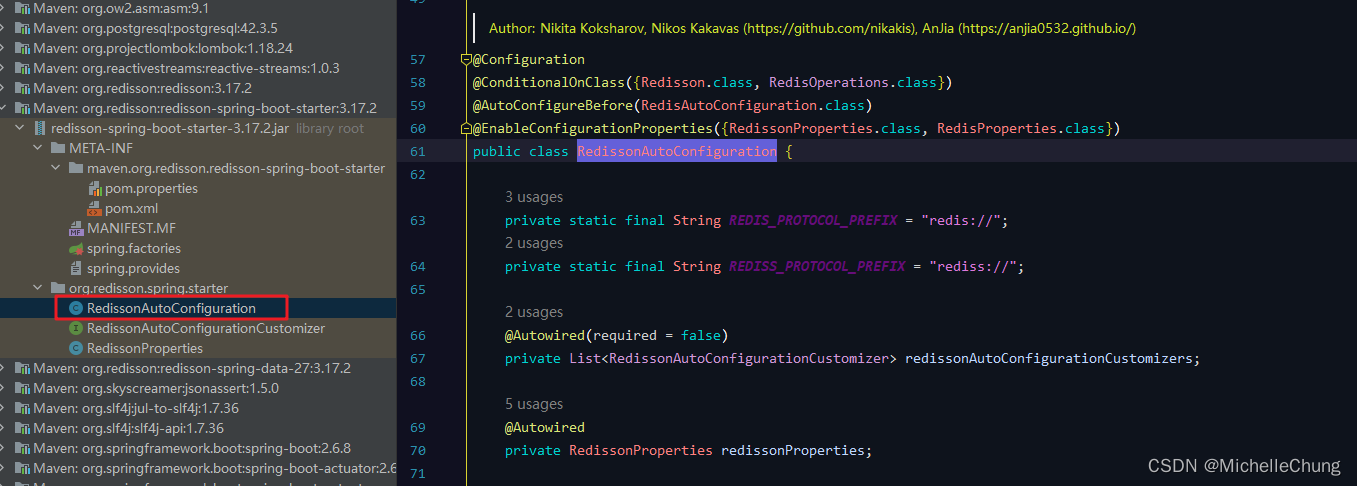 Maven: org.ow2.asm:asm:9.1
Maven: org.postgresql:postgresql:42.3.5
Maven: org.projectlombok:lombok:1.18.24
Maven: org.reactivestreams:reactive-streams:1.0.3
Maven: org.redisson:redisson:3.17.2
Maven: org.redisson:redisson-spring-boot-starter:3.17.2
redisson-spring-boot-starter-3.17.2.jar library root
META-INF
maven.org.redisson.redisson-spring-boot-starter
pom.properties
pom.xml
MANIFEST.MF
spring.factories
spring.provides
org.redisson.spring.starter
RedissonAutoConfiguration
RedissonAutoConfigurationCustomizer
RedissonProperties
Maven: org.redisson:redisson-spring-data-27:3.17.2
Maven: org.skyscreamer:jsonassert:1.5.0
Maven: org.slf4j:jul-to-slf4j:1.7.36
Maven: org.slf4j:slf4j-api:1.7.36
Maven: org.springframework.boot:spring-boot:2.6.8
Maven: org.springframework.boot:spring-boot-actuator:2.6
Author: Nikita Koksharov, Nikos Kakavas (https://github.com/nikakis), AnJia (https://anjia0532.github.io/)
57 @Configuration
58 @ConditionalOnClass({Redisson.class, RedisOperations.class})
59 @AutoConfigureBefore(RedisAutoConfiguration.class)
60 @EnableConfigurationProperties({RedissonProperties.class, RedisProperties.class})
61 public class RedissonAutoConfiguration {
62
3 usages
63 private static final String REDIS_PROTOCOL_PREFIX = "redis://";
2 usages
64 private static final String REDISS_PROTOCOL_PREFIX = "rediss://";
65
2 usages
66 @Autowired(required = false)
67 private List<RedissonAutoConfigurationCustomizer> redissonAutoConfigurationCustomizers;
68
5 usages
69 @Autowired
70 private RedissonProperties redissonProperties;
71
CSDN @MichelleChung